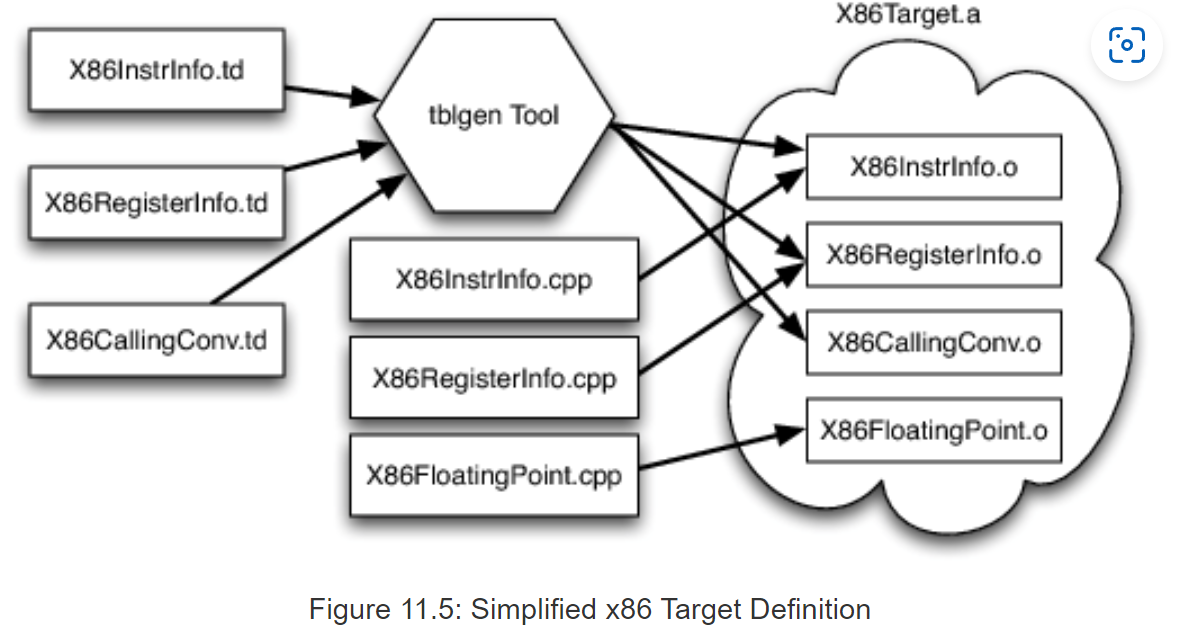 X86Target.a
X86InstrInfo.td
tblgen Tool
X86InstrInfo.o
X86RegisterInfo.td
X86RegisterInfo.o
X86InstrInfo.cpp
X86CallingConv.td
X86CallingConv.o
X86RegisterInfo.cpp
X86FloatingPoint.o
X86FloatingPoint.cpp
Figure 11.5: Simplified x86 Target Definition